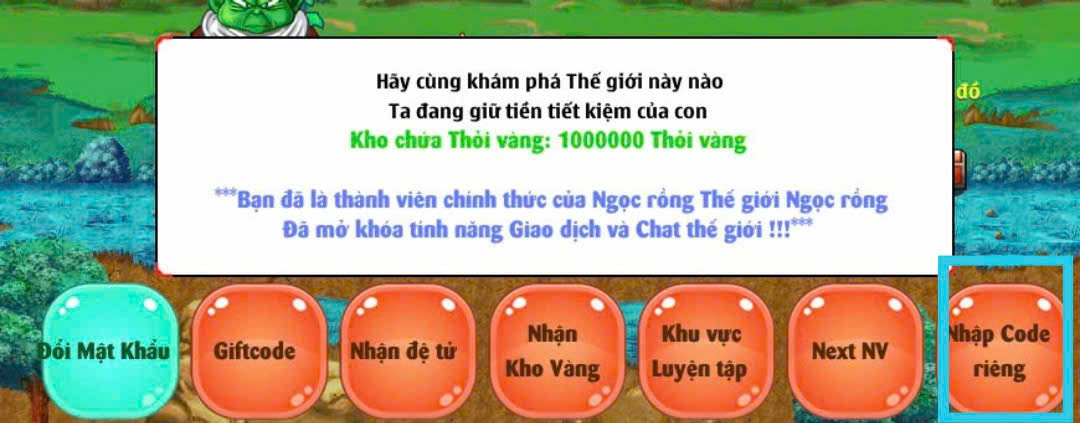 Hãy cùng khám phá Thế giới này nào
Ta đang giữ tiền tiết kiệm của con
Kho chứa Thỏi vàng: 1000000 Thỏi vàng
đồ
***Bạn đã là thành viên chính thức của Ngọc rồng Thế giới Ngọc rồng
Đã mở khóa tính năng Giao dịch và Chat thế giới !!!***
Đổi Mật Khẩu
Giftcode
Nhận đệ tử
Nhận
Kho Vàng
Khu vực
Luyện tập
Next NV
Nhập Code
riêng